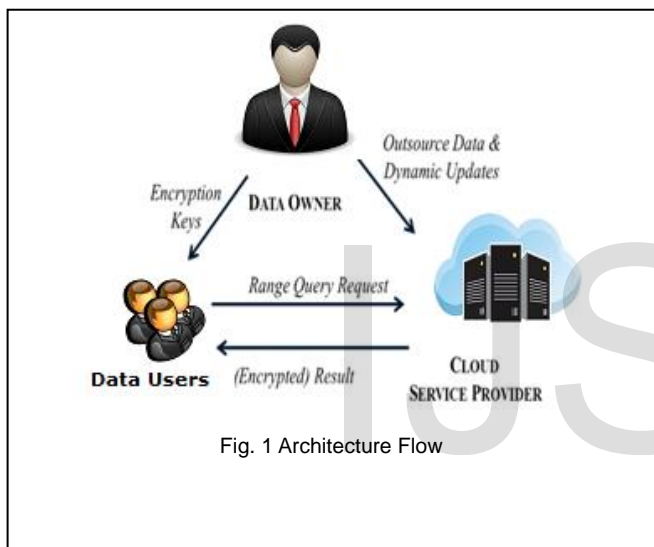 Outsource Data &
Dynamic Updates
Encryption
Keys
DATA OWNER
Range Query Request
Data Users
(Encrypted) Result
CLOUD
SERVICE PROVIDER
Fig. 1 Architecture Flow
IJS